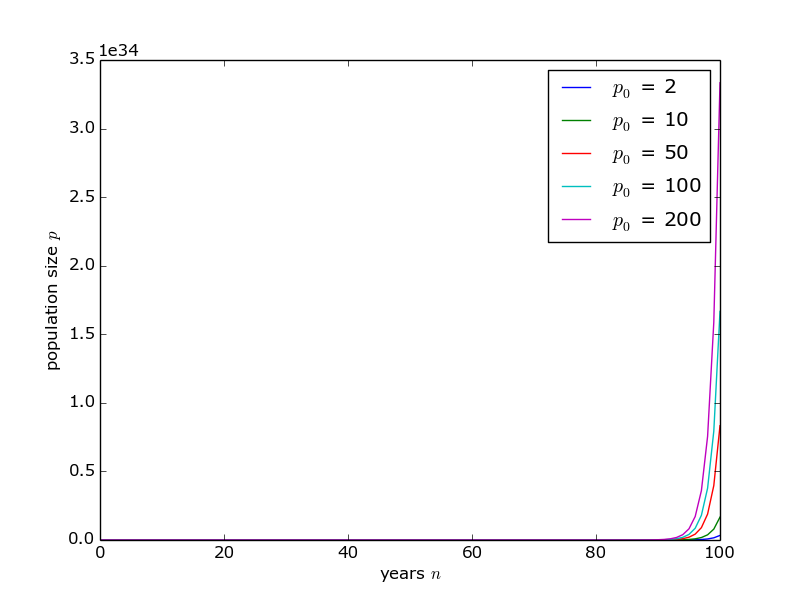 1e34
3.5
3.0
2.5
2.0
1.5
1.0
0.5
0.0
population size p
p₀ = 2
p₀ = 10
p₀ = 50
p₀ = 100
p₀ = 200
0 20 40 60 80 100
years n